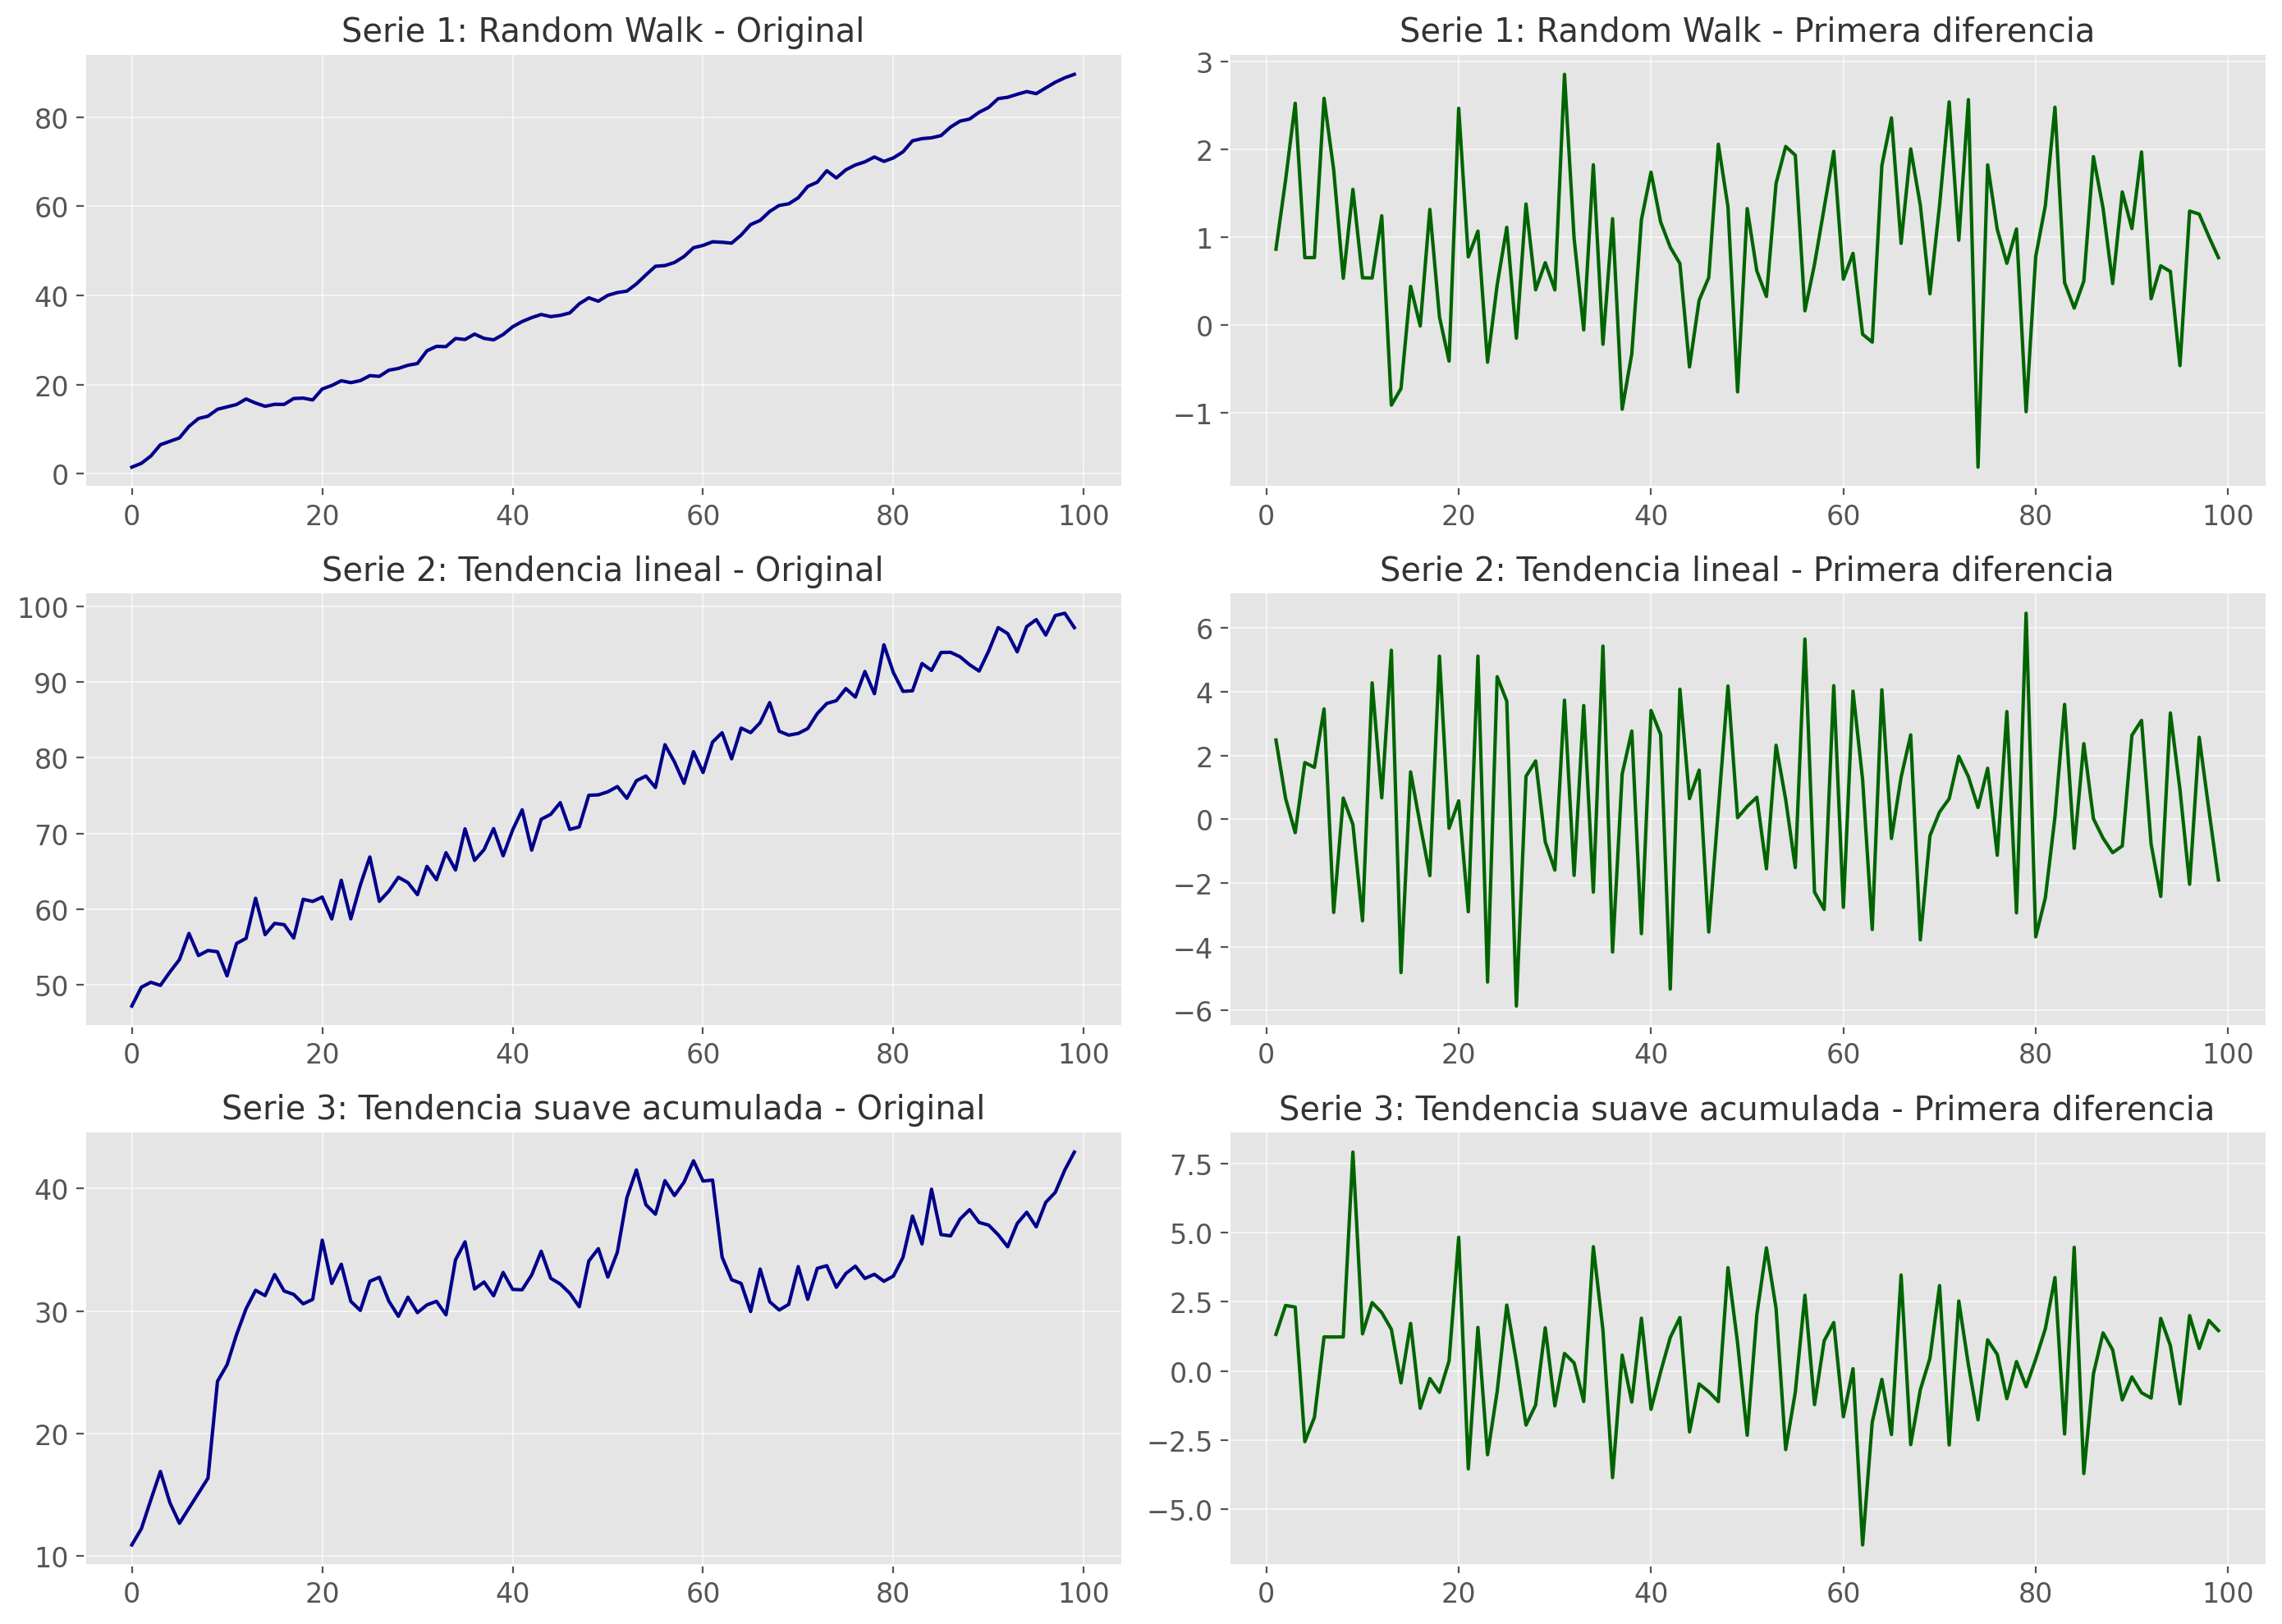 Serie 1: Random Walk - Original
80
60
40
20
0
0 20 40 60 80 100
Serie 1: Random Walk - Primera diferencia
3
2
1
0
−1
0 20 40 60 80 100
Serie 2: Tendencia lineal - Original
100
90
80
70
60
50
0 20 40 60 80 100
Serie 2: Tendencia lineal - Primera diferencia
6
4
2
0
−2
−4
−6
0 20 40 60 80 100
Serie 3: Tendencia suave acumulada - Original
40
30
20
10
0 20 40 60 80 100
Serie 3: Tendencia suave acumulada - Primera diferencia
7.5
5.0
2.5
0.0
−2.5
−5.0
0 20 40 60 80 100